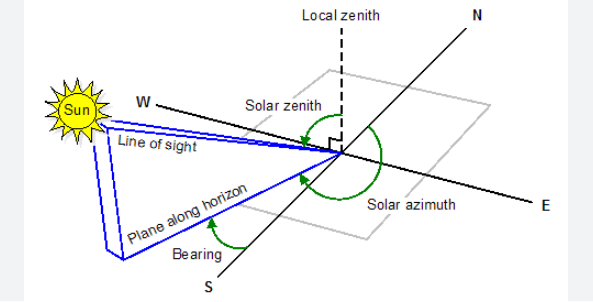 Local zenith
N
Sun
W
Solar zenith
Line of sight
Plane along horizon
Solar azimuth
E
Bearing
S